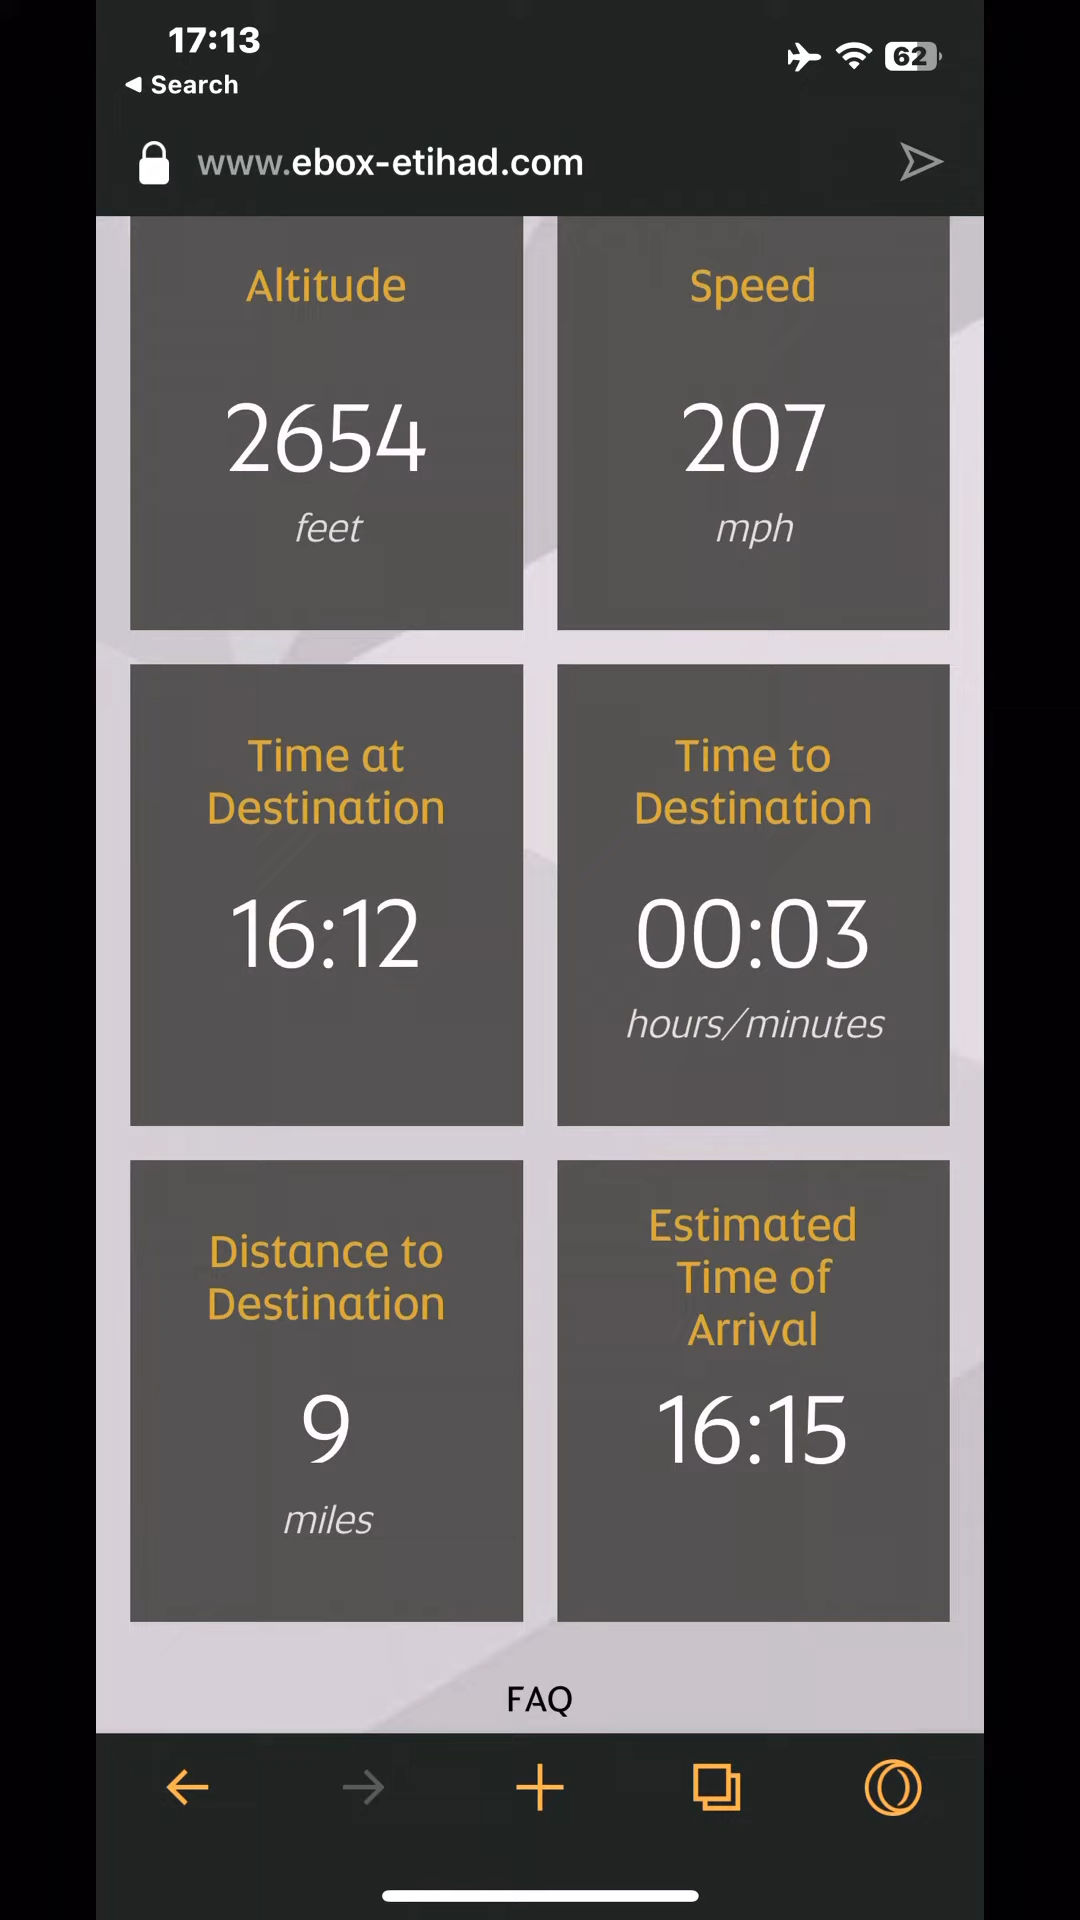 17:13
62
◀ Search
www.ebox-etihad.com
Altitude
2654
feet
Speed
207
mph
Time at
Destination
16:12
Time to
Destination
00:03
hours/minutes
Distance to
Destination
9
miles
Estimated
Time of
Arrival
16:15
FAQ